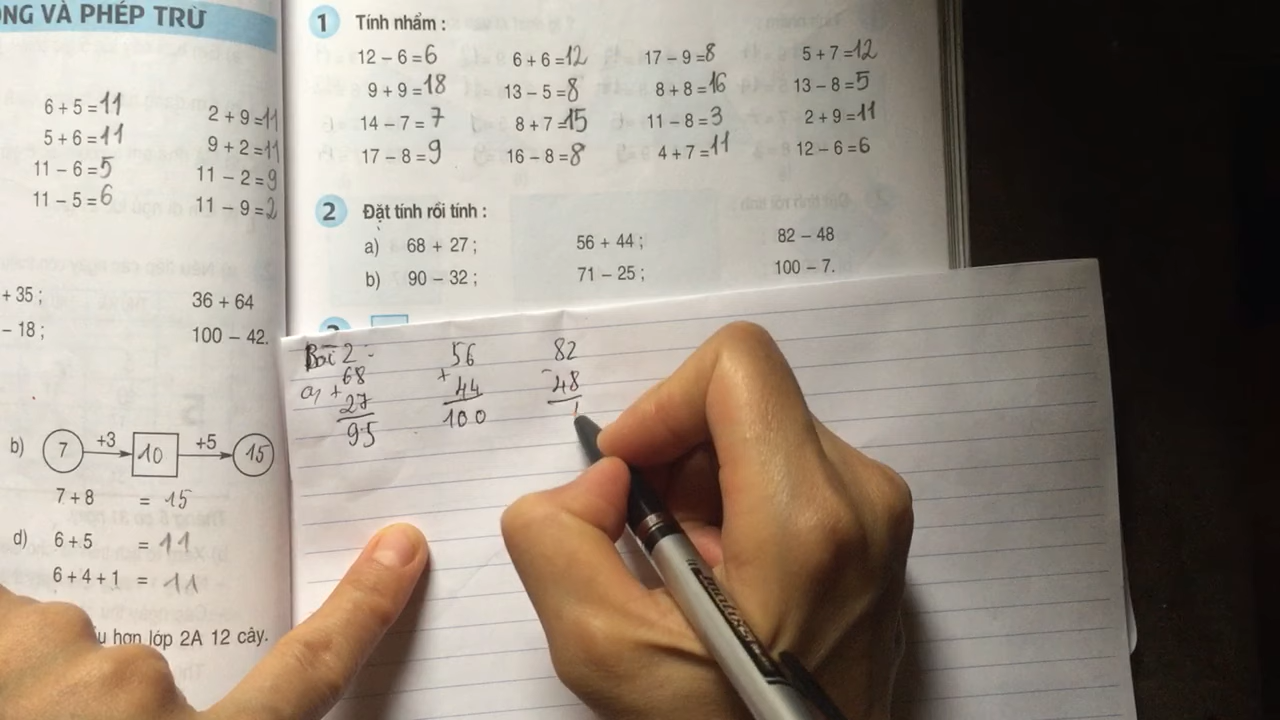 NG VÀ PHÉP TRỪ
6 + 5 = 11
2 + 9 = 11
5 + 6 = 11
9 + 2 = 11
11 – 6 = 5
11 – 2 = 9
11 – 5 = 6
11 – 9 = 2
+ 35 ;
36 + 64
– 18 ;
100 – 42.
b) 7 +3 10 +5 15
7 + 8 = 15
d) 6 + 5 = 11
6 + 4 + 1 = 11
hơn lớp 2A 12 cây.
1 Tính nhẩm :
12 – 6 = 6 6 + 6 = 12 17 – 9 = 8 5 + 7 = 12
9 + 9 = 18 13 – 5 = 8 8 + 8 = 16 13 – 8 = 5
14 – 7 = 7 8 + 7 = 15 11 – 8 = 3 2 + 9 = 11
17 – 8 = 9 16 – 8 = 8 4 + 7 = 11 12 – 6 = 6
2 Đặt tính rồi tính :
a) 68 + 27 ; 56 + 44 ; 82 – 48
b) 90 – 32 ; 71 – 25 ; 100 – 7.
Bài 2:
a, + 68
27
95
56
+ 44
100
82
- 48